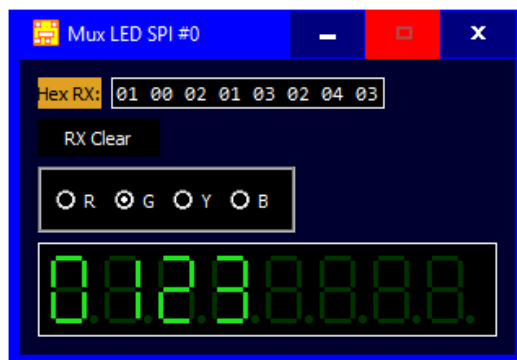 Mux LED SPI #0
Hex RX: 01 00 02 01 03 02 04 03
RX Clear
R G Y B
0123